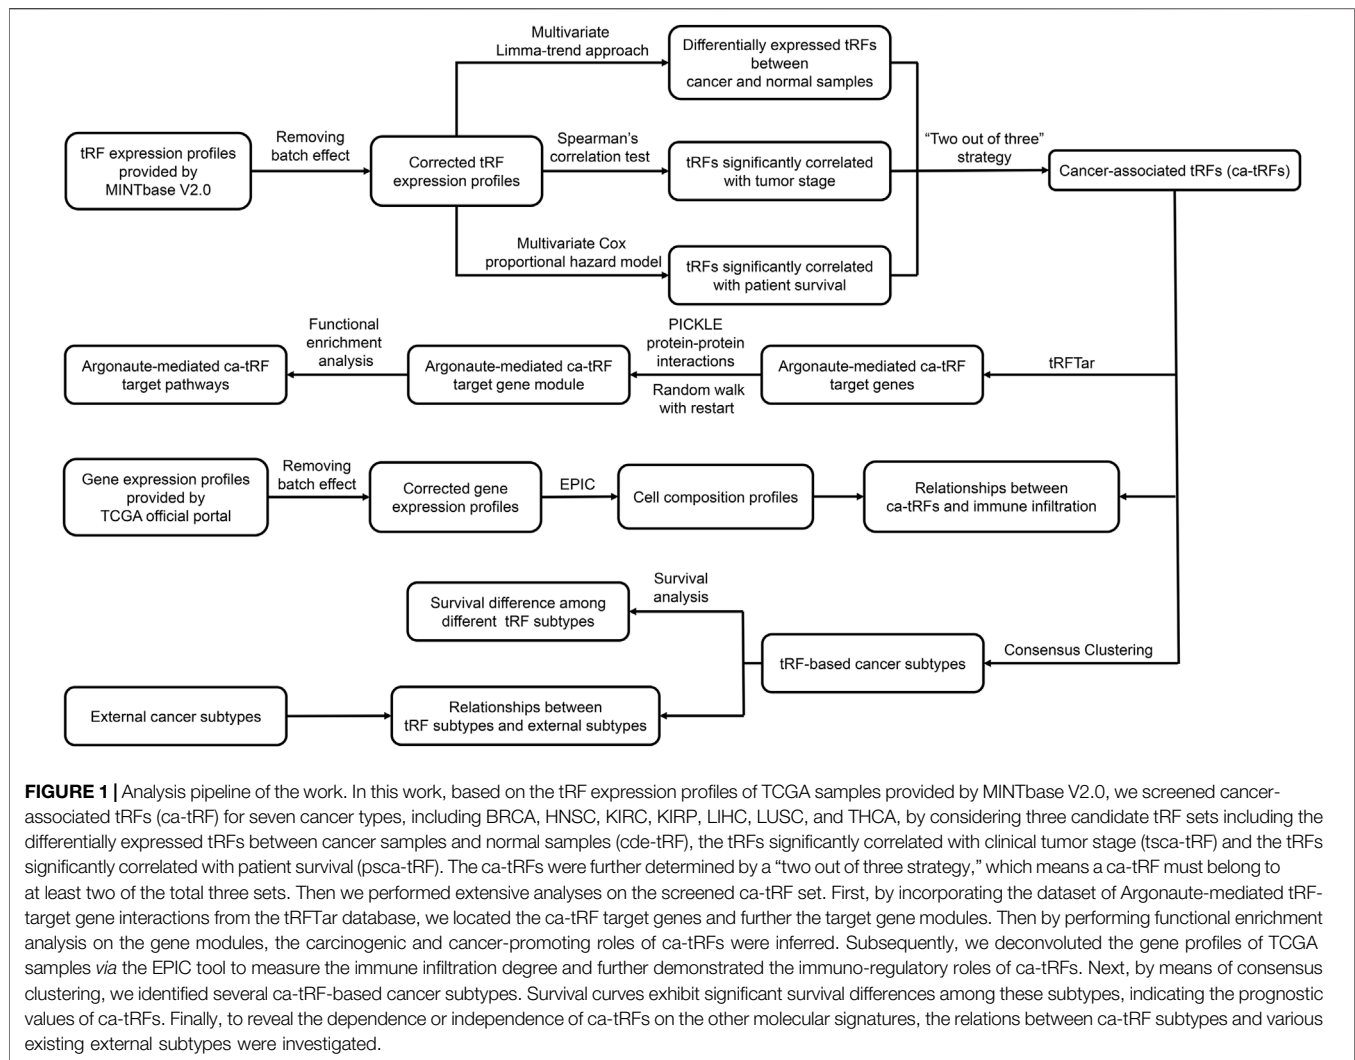 Multivariate
Limma-trend approach
Differentially expressed tRFs
between
cancer and normal samples
tRF expression profiles
provided by
MINTbase V2.0
Removing
batch effect
Corrected tRF
expression profiles
Spearman's
correlation test
tRFs significantly correlated
with tumor stage
“Two out of three”
strategy
Cancer-associated tRFs (ca-tRFs)
Multivariate Cox
proportional hazard model
tRFs significantly correlated
with patient survival
Argonaute-mediated ca-tRF
target pathways
Functional
enrichment
analysis
Argonaute-mediated ca-tRF
target gene module
PICKLE
protein-protein
interactions
Random walk
with restart
Argonaute-mediated ca-tRF
target genes
tRFTar
Gene expression profiles
provided by
TCGA official portal
Removing
batch effect
Corrected gene
expression profiles
EPIC
Cell composition profiles
Relationships between
ca-tRFs and immune infiltration
Survival difference among
different tRF subtypes
Survival
analysis
tRF-based cancer subtypes
Consensus Clustering
External cancer subtypes
Relationships between
tRF subtypes and external subtypes
FIGURE 1 | Analysis pipeline of the work. In this work, based on the tRF expression profiles of TCGA samples provided by MINTbase V2.0, we screened cancer-
associated tRFs (ca-tRF) for seven cancer types, including BRCA, HNSC, KIRC, KIRP, LIHC, LUSC, and THCA, by considering three candidate tRF sets including the
differentially expressed tRFs between cancer samples and normal samples (cde-tRF), the tRFs significantly correlated with clinical tumor stage (tsca-tRF) and the tRFs
significantly correlated with patient survival (psca-tRF). The ca-tRFs were further determined by a “two out of three strategy,” which means a ca-tRF must belong to
at least two of the total three sets. Then we performed extensive analyses on the screened ca-tRF set. First, by incorporating the dataset of Argonaute-mediated tRF-
target gene interactions from the tRFTar database, we located the ca-tRF target genes and further the target gene modules. Then by performing functional enrichment
analysis on the gene modules, the carcinogenic and cancer-promoting roles of ca-tRFs were inferred. Subsequently, we deconvoluted the gene profiles of TCGA
samples via the EPIC tool to measure the immune infiltration degree and further demonstrated the immuno-regulatory roles of ca-tRFs. Next, by means of consensus
clustering, we identified several ca-tRF-based cancer subtypes. Survival curves exhibit significant survival differences among these subtypes, indicating the prognostic
values of ca-tRFs. Finally, to reveal the dependence or independence of ca-tRFs on the other molecular signatures, the relations between ca-tRF subtypes and various
existing external subtypes were investigated.